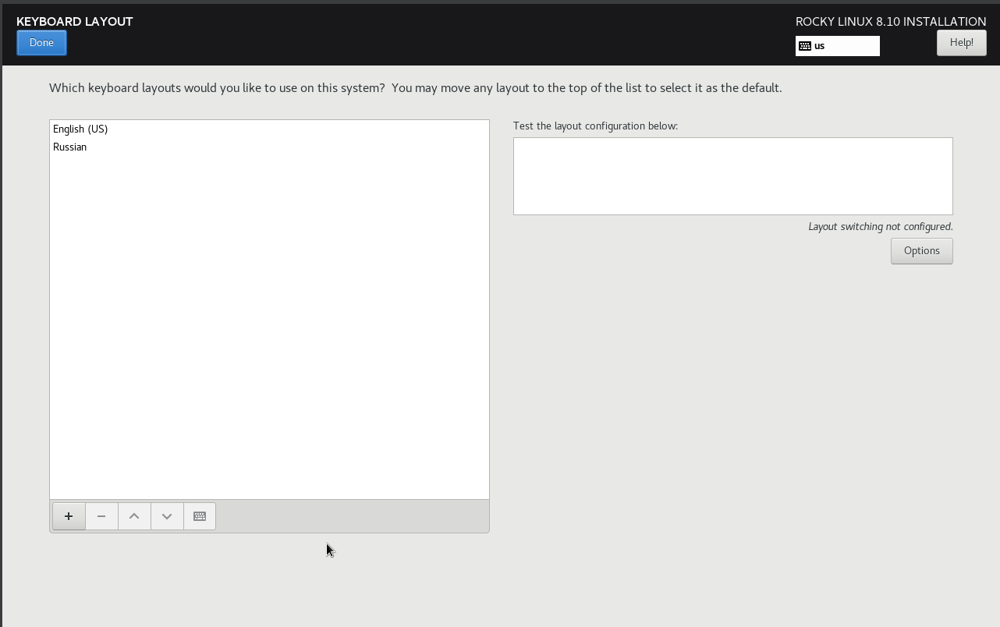 KEYBOARD LAYOUT
ROCKY LINUX 8.10 INSTALLATION
Done
us
Help!
Which keyboard layouts would you like to use on this system?  You may move any layout to the top of the list to select it as the default.
English (US)
Russian
Test the layout configuration below:
Layout switching not configured.
Options